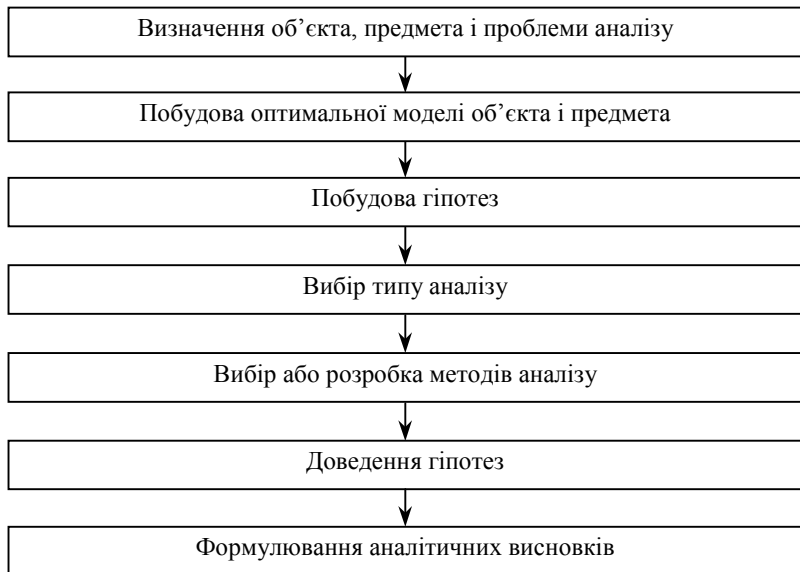 Визначення об’єкта, предмета і проблеми аналізу
Побудова оптимальної моделі об’єкта і предмета
Побудова гіпотез
Вибір типу аналізу
Вибір або розробка методів аналізу
Доведення гіпотез
Формулювання аналітичних висновків